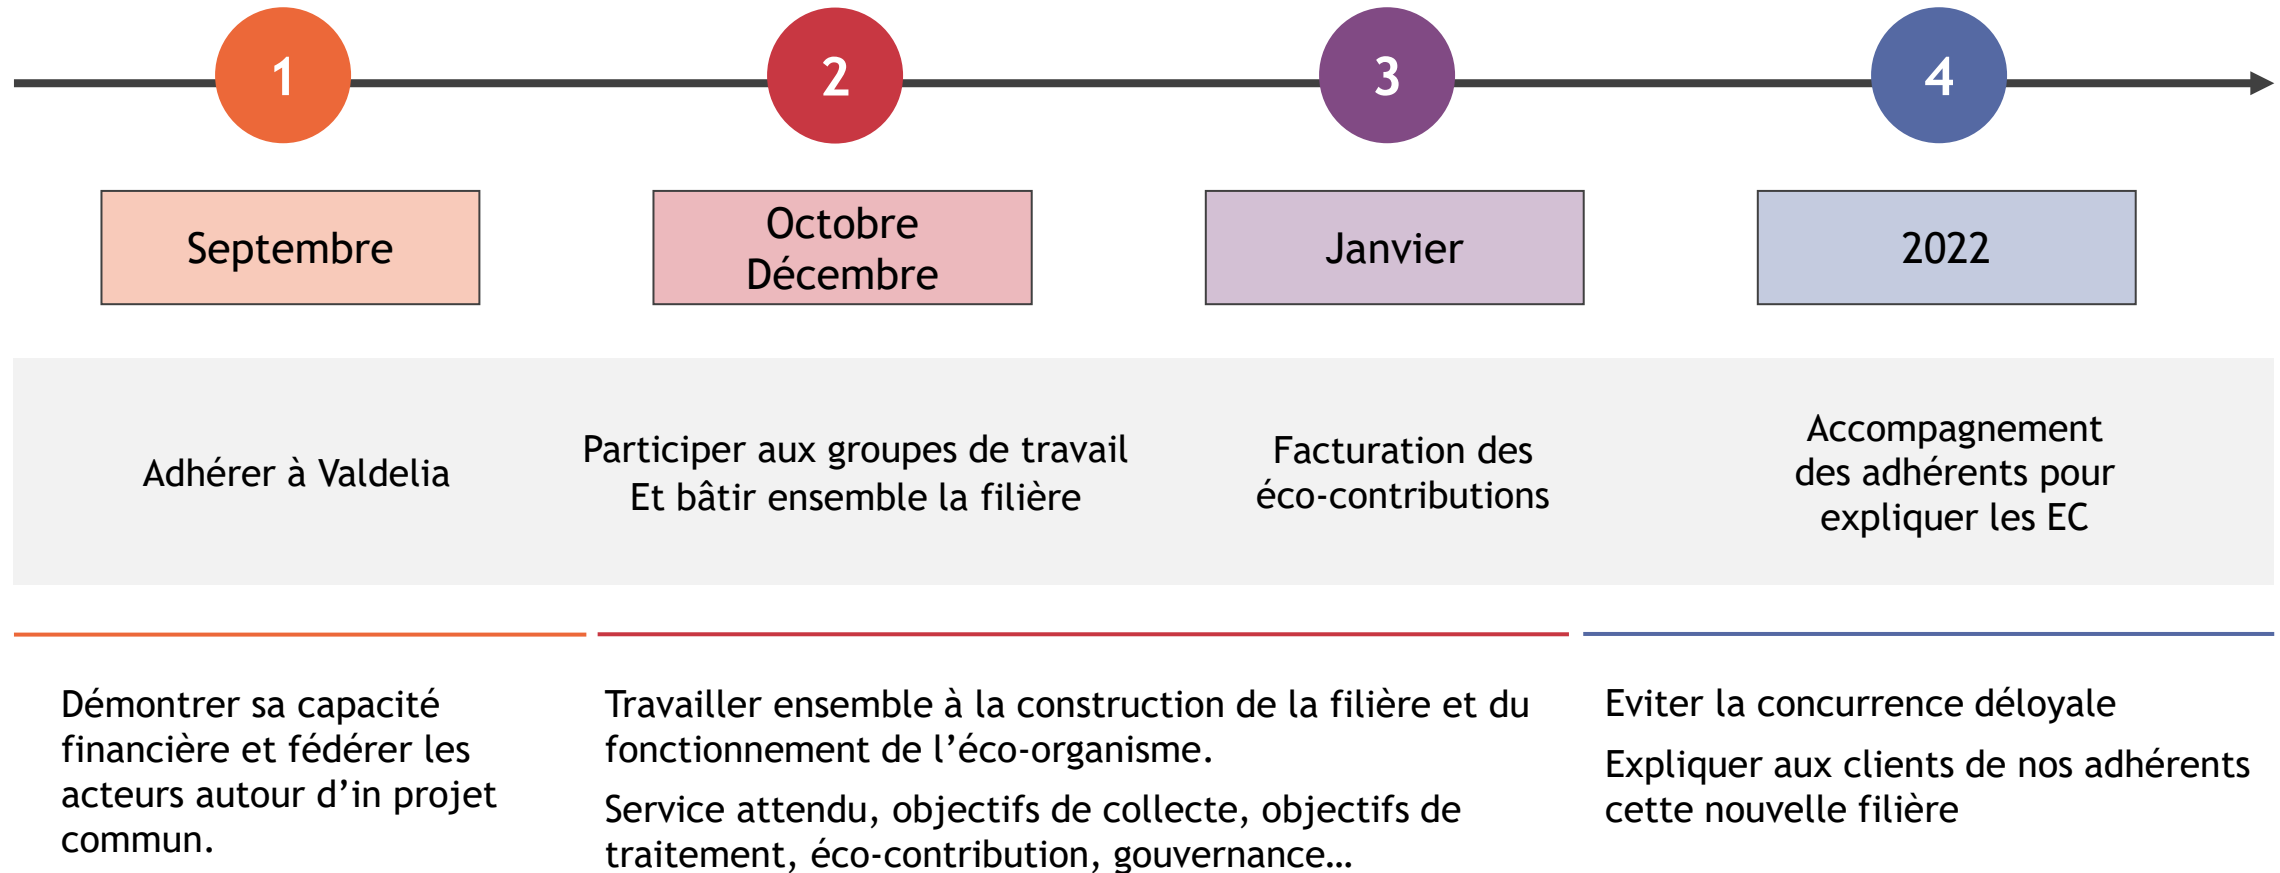 1
2
3
4
Septembre
Octobre
Décembre
Janvier
2022
Adhérer à Valdelia
Participer aux groupes de travail
Et bâtir ensemble la filière
Facturation des
éco-contributions
Accompagnement
des adhérents pour
expliquer les EC
Démontrer sa capacité
financière et fédérer les
acteurs autour d’in projet
commun.
Travailler ensemble à la construction de la filière et du
fonctionnement de l’éco-organisme.
Service attendu, objectifs de collecte, objectifs de
traitement, éco-contribution, gouvernance…
Eviter la concurrence déloyale
Expliquer aux clients de nos adhérents
cette nouvelle filière